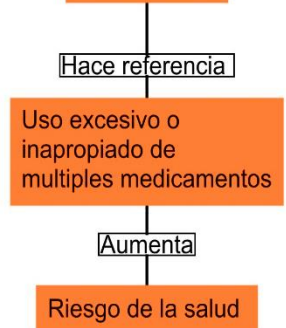 Hace referencia
Uso excesivo o
inapropiado de
multiples medicamentos
Aumenta
Riesgo de la salud